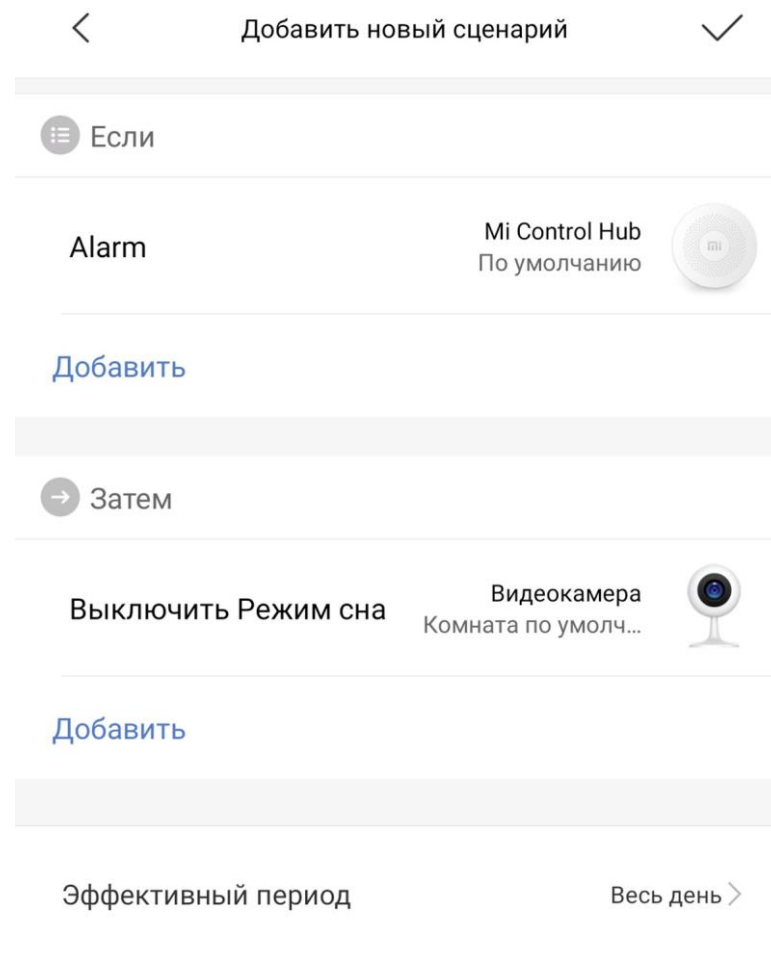 Добавить новый сценарий
Если
Alarm
Mi Control Hub
По умолчанию
mi
Добавить
Затем
Выключить Режим сна
Видеокамера
Комната по умолч...
Добавить
Эффективный период
Весь день